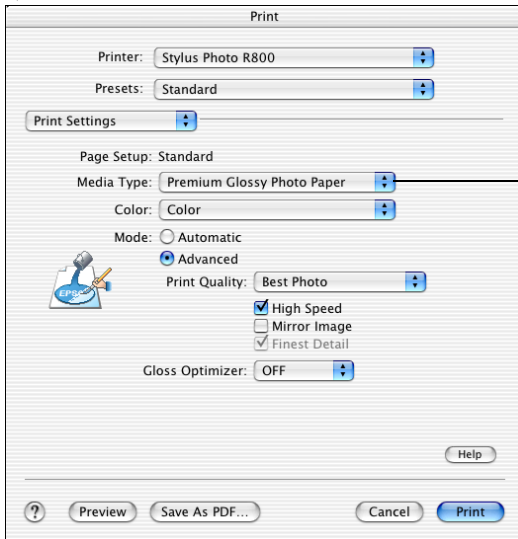 Print
Printer: Stylus Photo R800
Presets: Standard
Print Settings
Page Setup: Standard
Media Type: Premium Glossy Photo Paper
Color: Color
Mode: Automatic
Advanced
EPSON
Print Quality: Best Photo
High Speed
Mirror Image
Finest Detail
Gloss Optimizer: OFF
Help
? Preview Save As PDF... Cancel Print